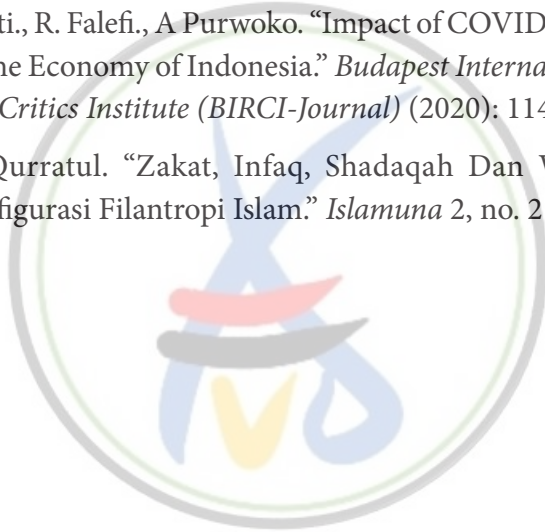 ti., R. Falefi., A Purwoko. “Impact of COVID
he Economy of Indonesia.” Budapest Interna
Critics Institute (BIRCI-Journal) (2020): 114
Qurratul. “Zakat, Infaq, Shadaqah Dan W
figurasi Filantropi Islam.” Islamuna 2, no. 2